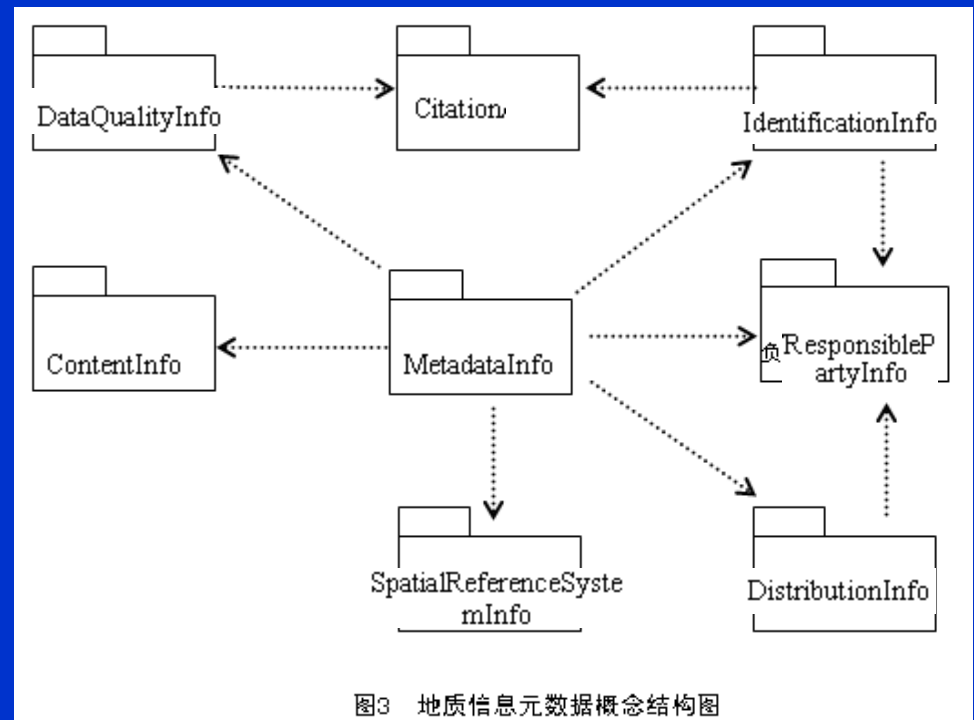 DataQualityInfo
Citation
IdentificationInfo
ContentInfo
MetadataInfo
负 ResponsibleP
artyInfo
SpatialReferenceSyste
mInfo
DistributionInfo
图3 地质信息元数据概念结构图